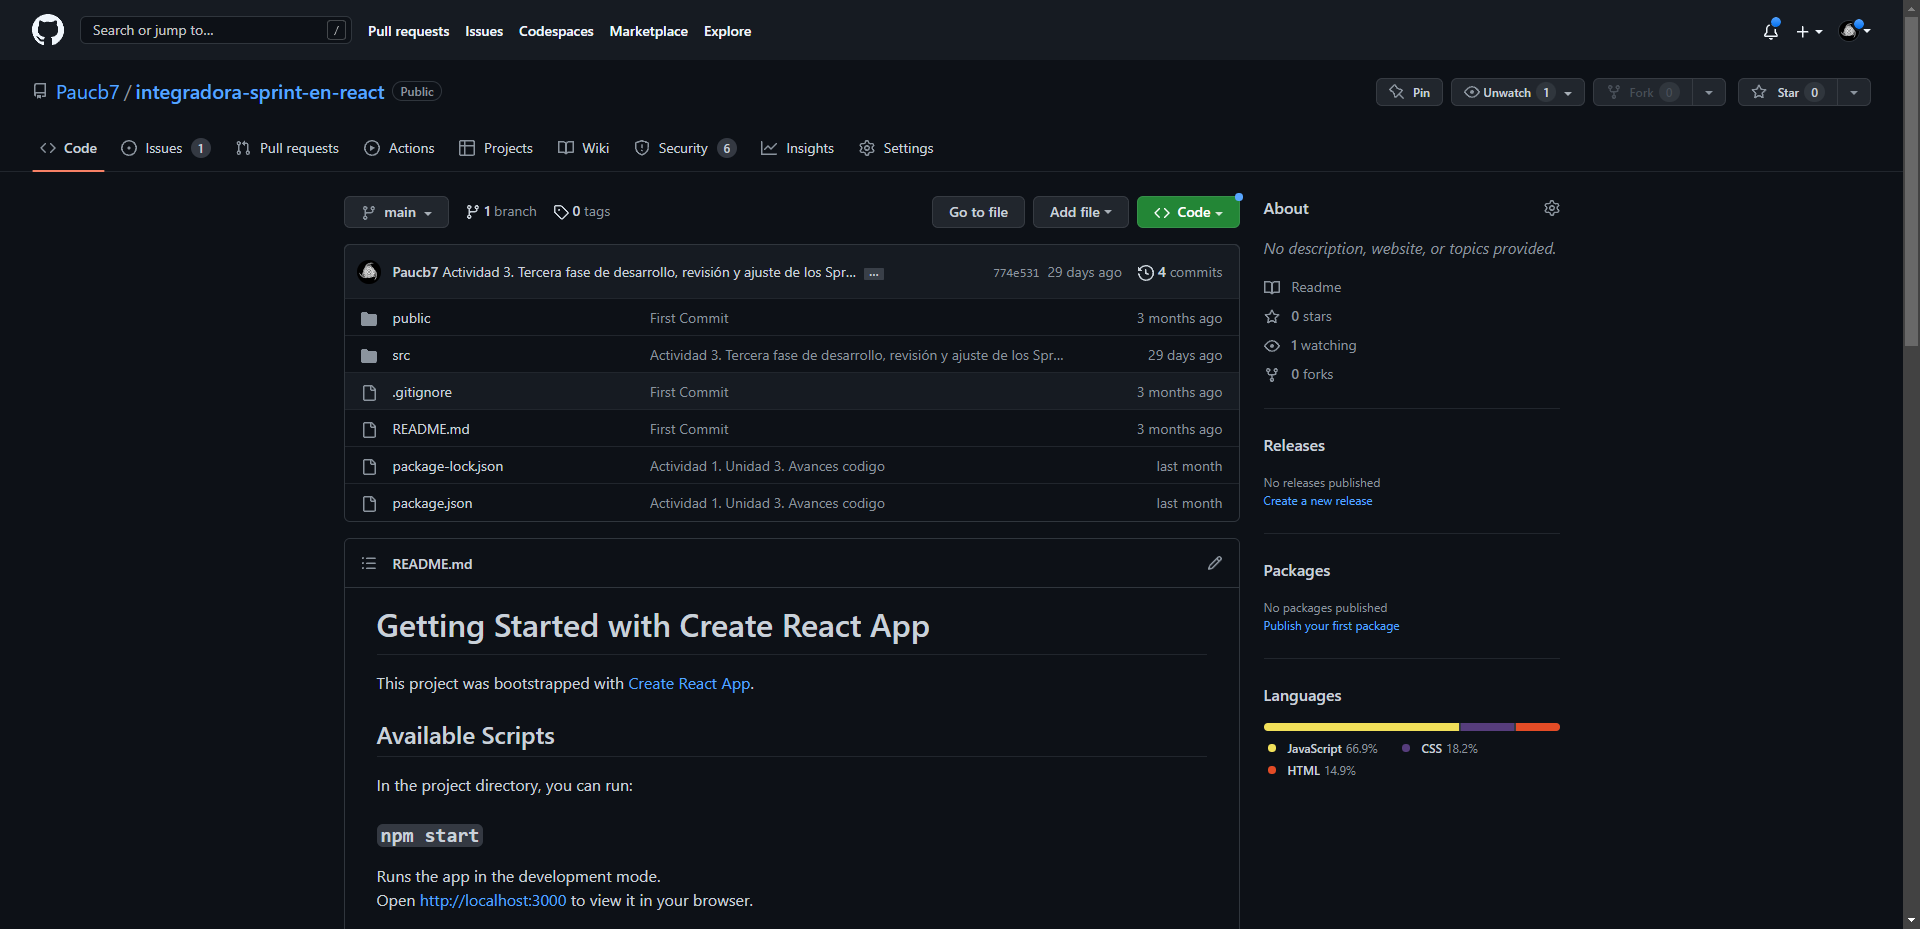 Search or jump to... /
Pull requests Issues Codespaces Marketplace Explore
Paucb7 / integradora-sprint-en-react Public
Pin Unwatch 1 Fork 0 Star 0
Code Issues 1 Pull requests Actions Projects Wiki Security 6 Insights Settings
main 1 branch 0 tags Go to file Add file Code
Paucb7 Actividad 3. Tercera fase de desarrollo, revisión y ajuste de los Spr... ... 774e531 29 days ago 4 commits
public First Commit 3 months ago
src Actividad 3. Tercera fase de desarrollo, revisión y ajuste de los Spr... 29 days ago
.gitignore First Commit 3 months ago
README.md First Commit 3 months ago
package-lock.json Actividad 1. Unidad 3. Avances codigo last month
package.json Actividad 1. Unidad 3. Avances codigo last month
README.md
Getting Started with Create React App
This project was bootstrapped with Create React App.
Available Scripts
In the project directory, you can run:
npm start
Runs the app in the development mode.
Open http://localhost:3000 to view it in your browser.
About
No description, website, or topics provided.
Readme
0 stars
1 watching
0 forks
Releases
No releases published
Create a new release
Packages
No packages published
Publish your first package
Languages
JavaScript 66.9% CSS 18.2%
HTML 14.9%